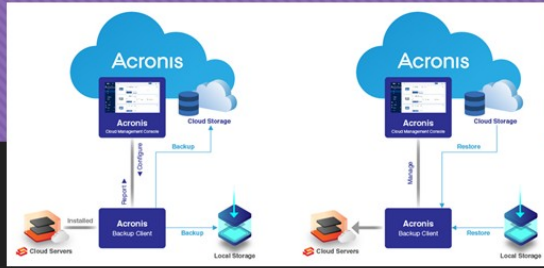 Acronis
Acronis
Cloud Management Console
Cloud Storage
Report
Configure
Backup
Installed
Acronis
Backup Client
Backup
Cloud Servers
Local Storage
Acronis
Acronis
Cloud Management Console
Cloud Storage
Manage
Restore
Acronis
Backup Client
Restore
Cloud Servers
Local Storage